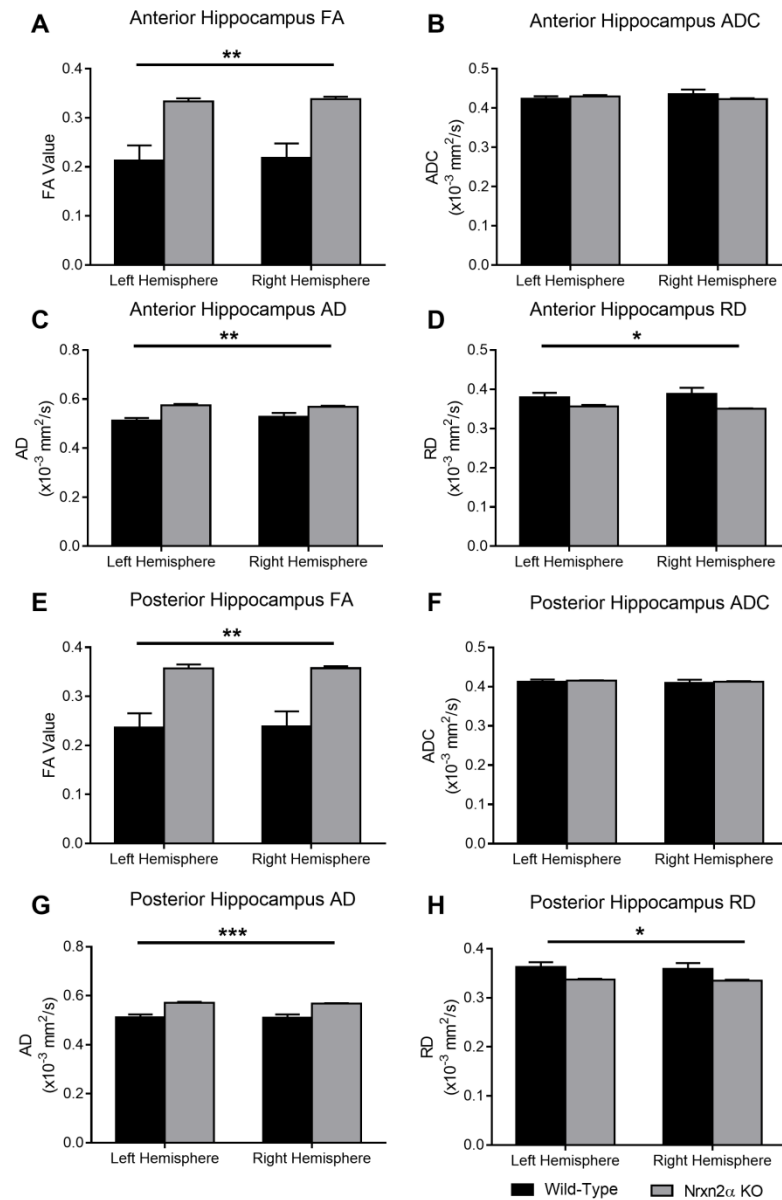 A
Anterior Hippocampus FA
**
0.4
0.3
0.2
0.1
0.0
FA Value
Left Hemisphere
Right Hemisphere
B
Anterior Hippocampus ADC
0.5
0.4
0.3
0.2
0.1
0.0
ADC
(x10⁻³ mm²/s)
Left Hemisphere
Right Hemisphere
C
Anterior Hippocampus AD
**
0.8
0.6
0.4
0.2
0.0
AD
(x10⁻³ mm²/s)
Left Hemisphere
Right Hemisphere
D
Anterior Hippocampus RD
*
0.5
0.4
0.3
0.2
0.1
0.0
RD
(x10⁻³ mm²/s)
Left Hemisphere
Right Hemisphere
E
Posterior Hippocampus FA
**
0.4
0.3
0.2
0.1
0.0
FA Value
Left Hemisphere
Right Hemisphere
F
Posterior Hippocampus ADC
0.5
0.4
0.3
0.2
0.1
0.0
ADC
(x10⁻³ mm²/s)
Left Hemisphere
Right Hemisphere
G
Posterior Hippocampus AD
***
0.8
0.6
0.4
0.2
0.0
AD
(x10⁻³ mm²/s)
Left Hemisphere
Right Hemisphere
H
Posterior Hippocampus RD
*
0.4
0.3
0.2
0.1
0.0
RD
(x10⁻³ mm²/s)
Left Hemisphere
Right Hemisphere
Wild-Type
Nrxn2α KO